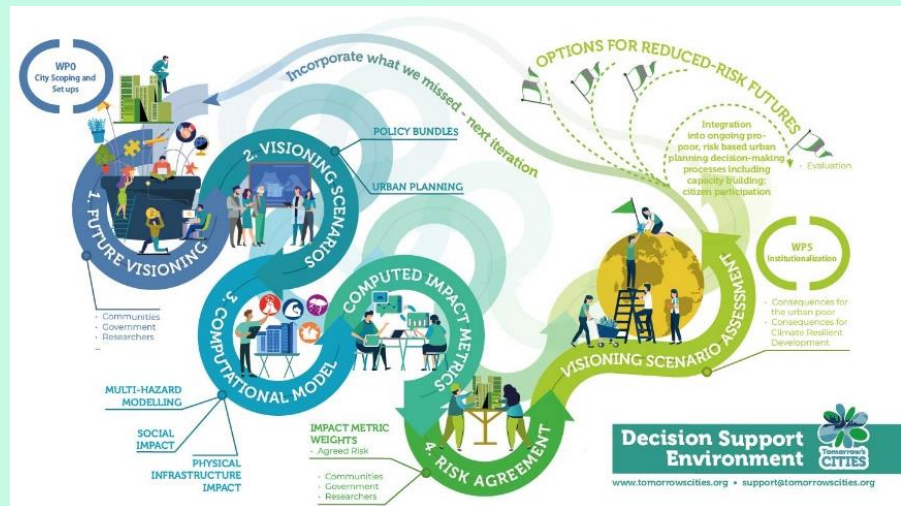 WP0
City Scoping and
Set ups
Incorporate what we missed - next iteration
OPTIONS FOR REDUCED-RISK FUTURES
Integration
into ongoing pro-
poor, risk based urban
planning decision-making
processes including
capacity building:
citizen participation
- Evaluation
1. FUTURE VISIONING
2. VISIONING SCENARIOS
POLICY BUNDLES
URBAN PLANNING
- Communities
- Government
- Researchers
...
3. COMPUTATIONAL MODEL
COMPUTED IMPACT METRICS
MULTI-HAZARD
MODELLING
SOCIAL
IMPACT
PHYSICAL
INFRASTRUCTURE
IMPACT
IMPACT METRIC
WEIGHTS
- Agreed Risk
- Communities
- Government
- Researchers
4. RISK AGREEMENT
VISIONING SCENARIO ASSESSMENT
WP5
Institutionalization
- Consequences for
the urban poor
- Consequences for
Climate Resilient
Development
Decision Support
Environment
Tomorrow's
CITIES
www.tomorrowscities.org • support@tomorrowscities.org